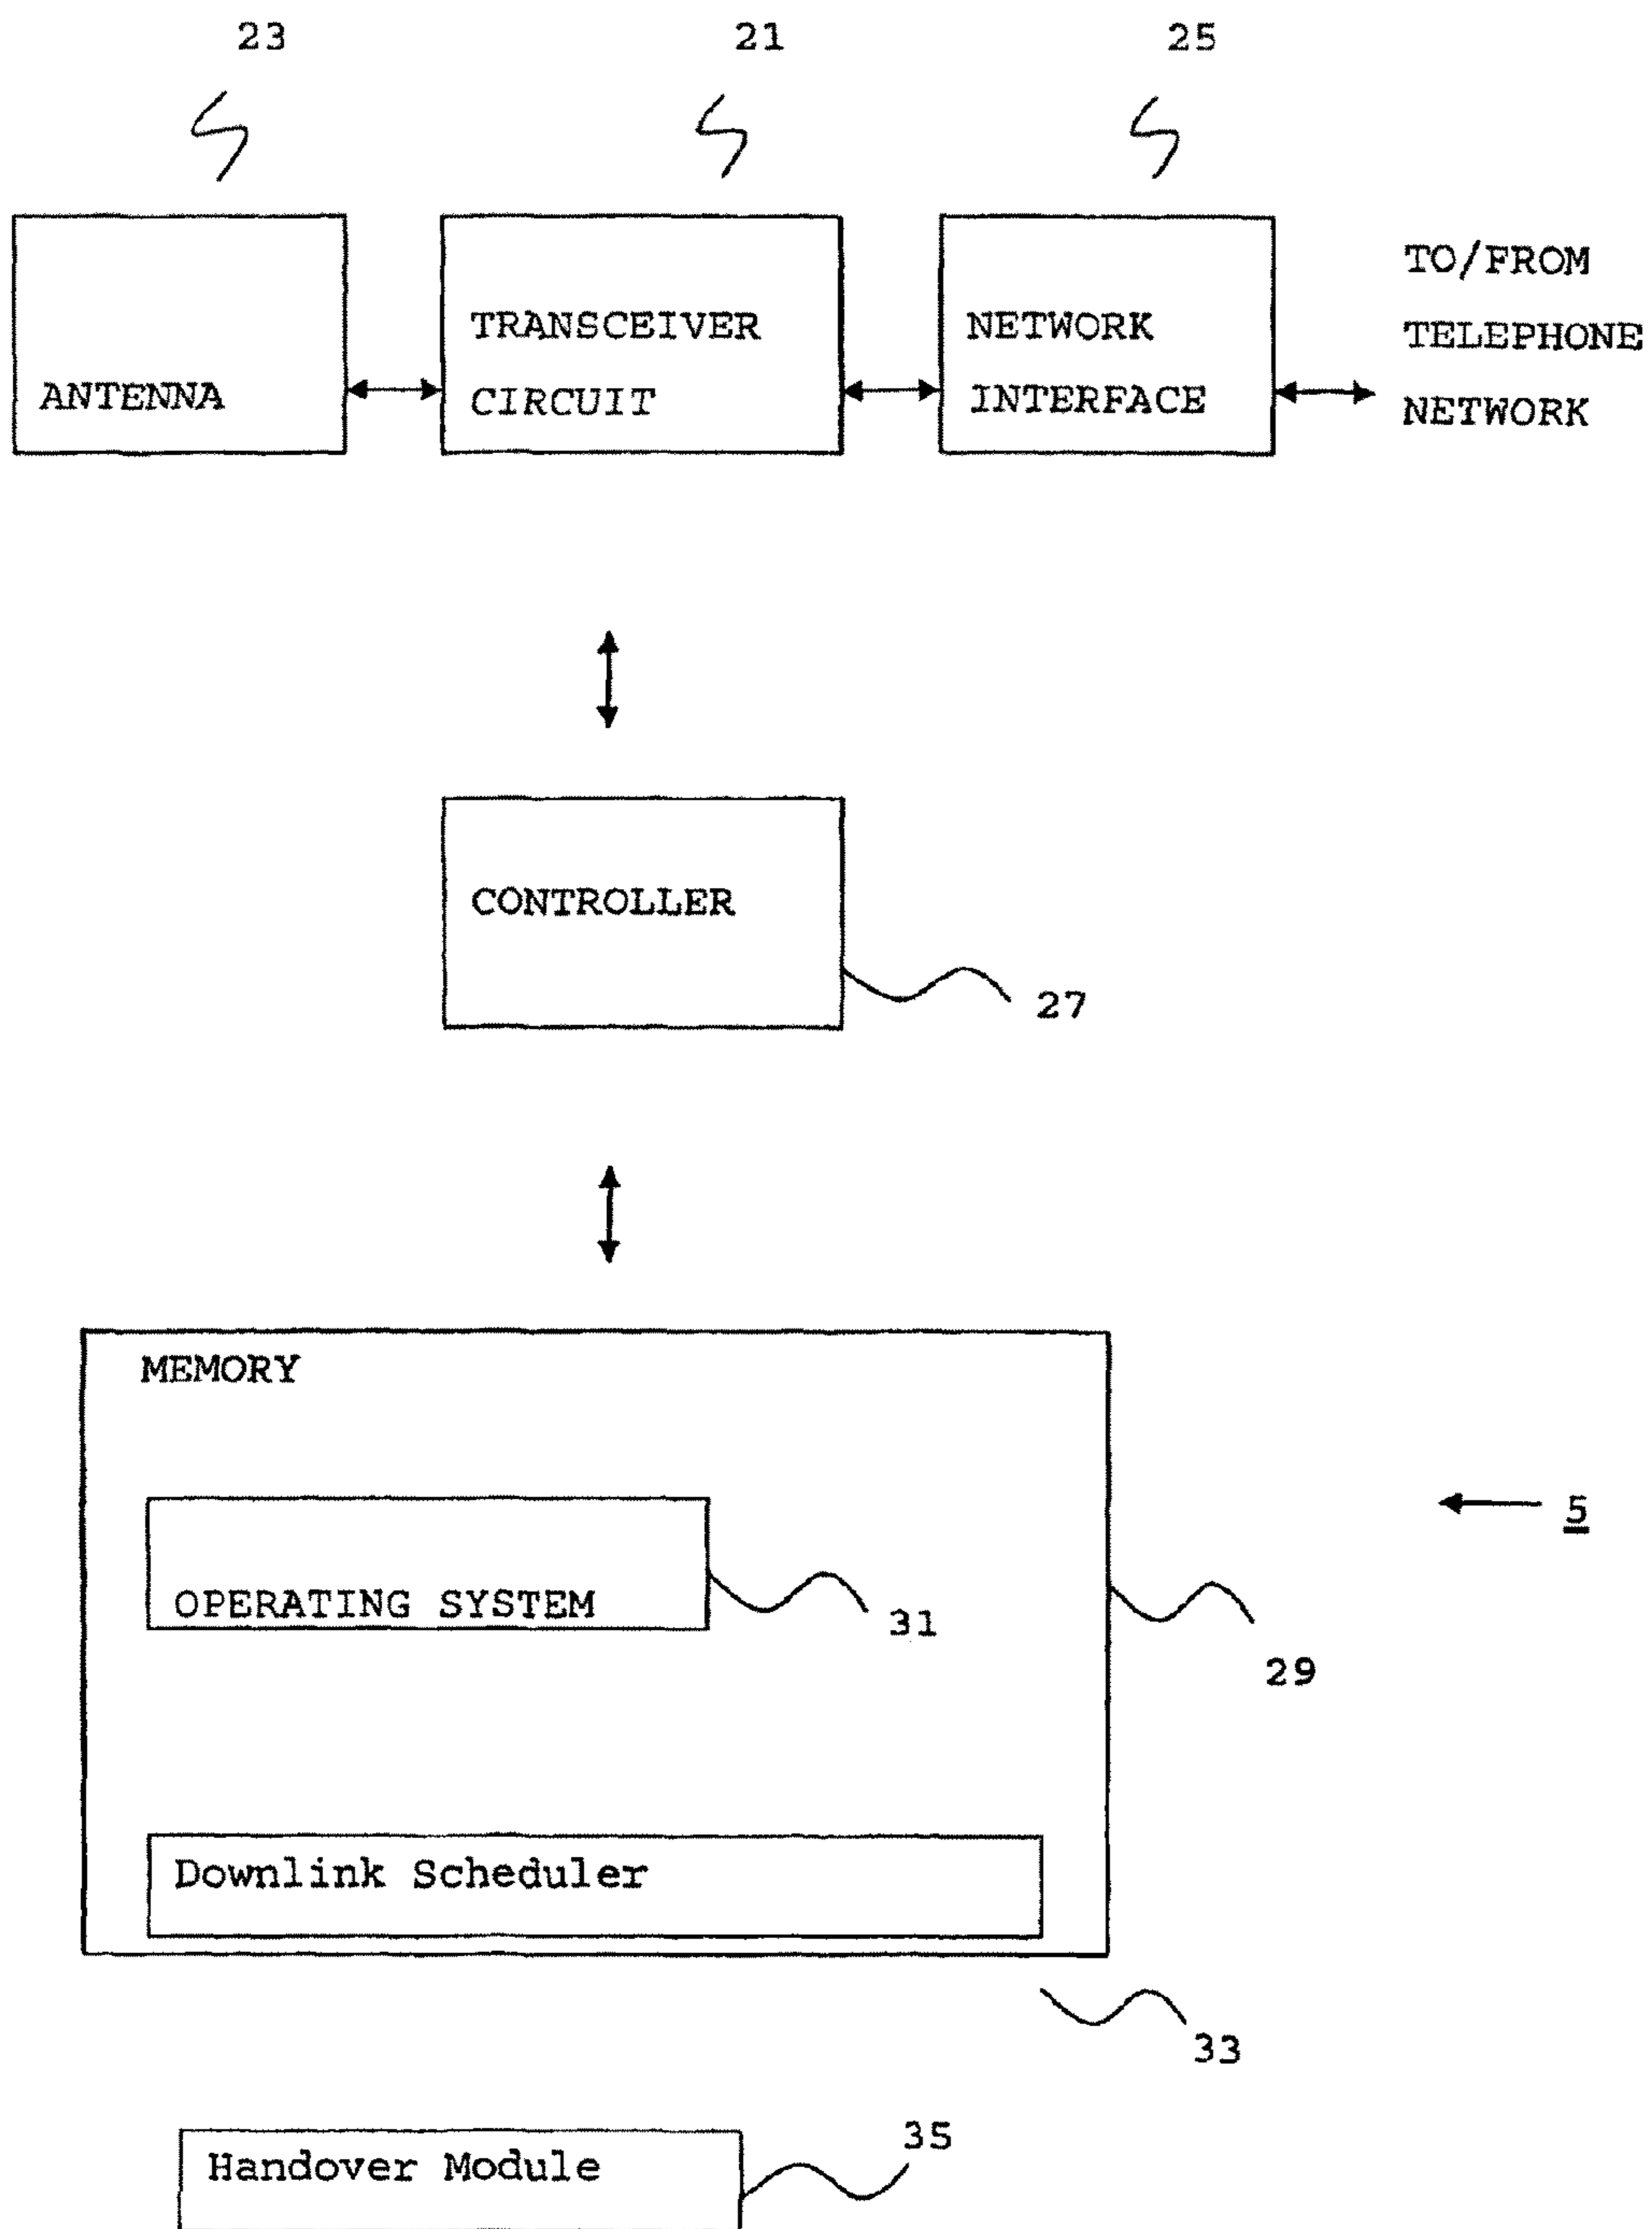 23
21
25
ANTENNA
TRANSCEIVER
CIRCUIT
NETWORK
INTERFACE
TO/FROM
TELEPHONE
NETWORK
CONTROLLER
27
MEMORY
OPERATING SYSTEM
31
29
5
Downlink Scheduler
33
Handover Module
35